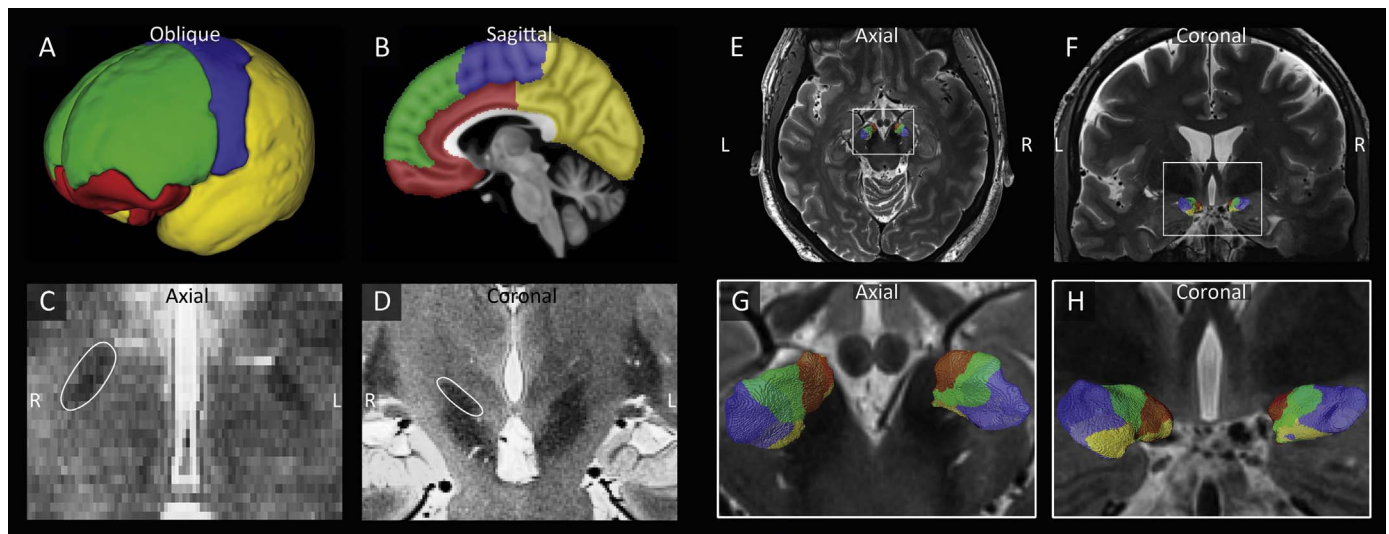 A Oblique
B Sagittal
E Axial
L R
F Coronal
L R
C Axial
R L
D Coronal
R L
G Axial
H Coronal